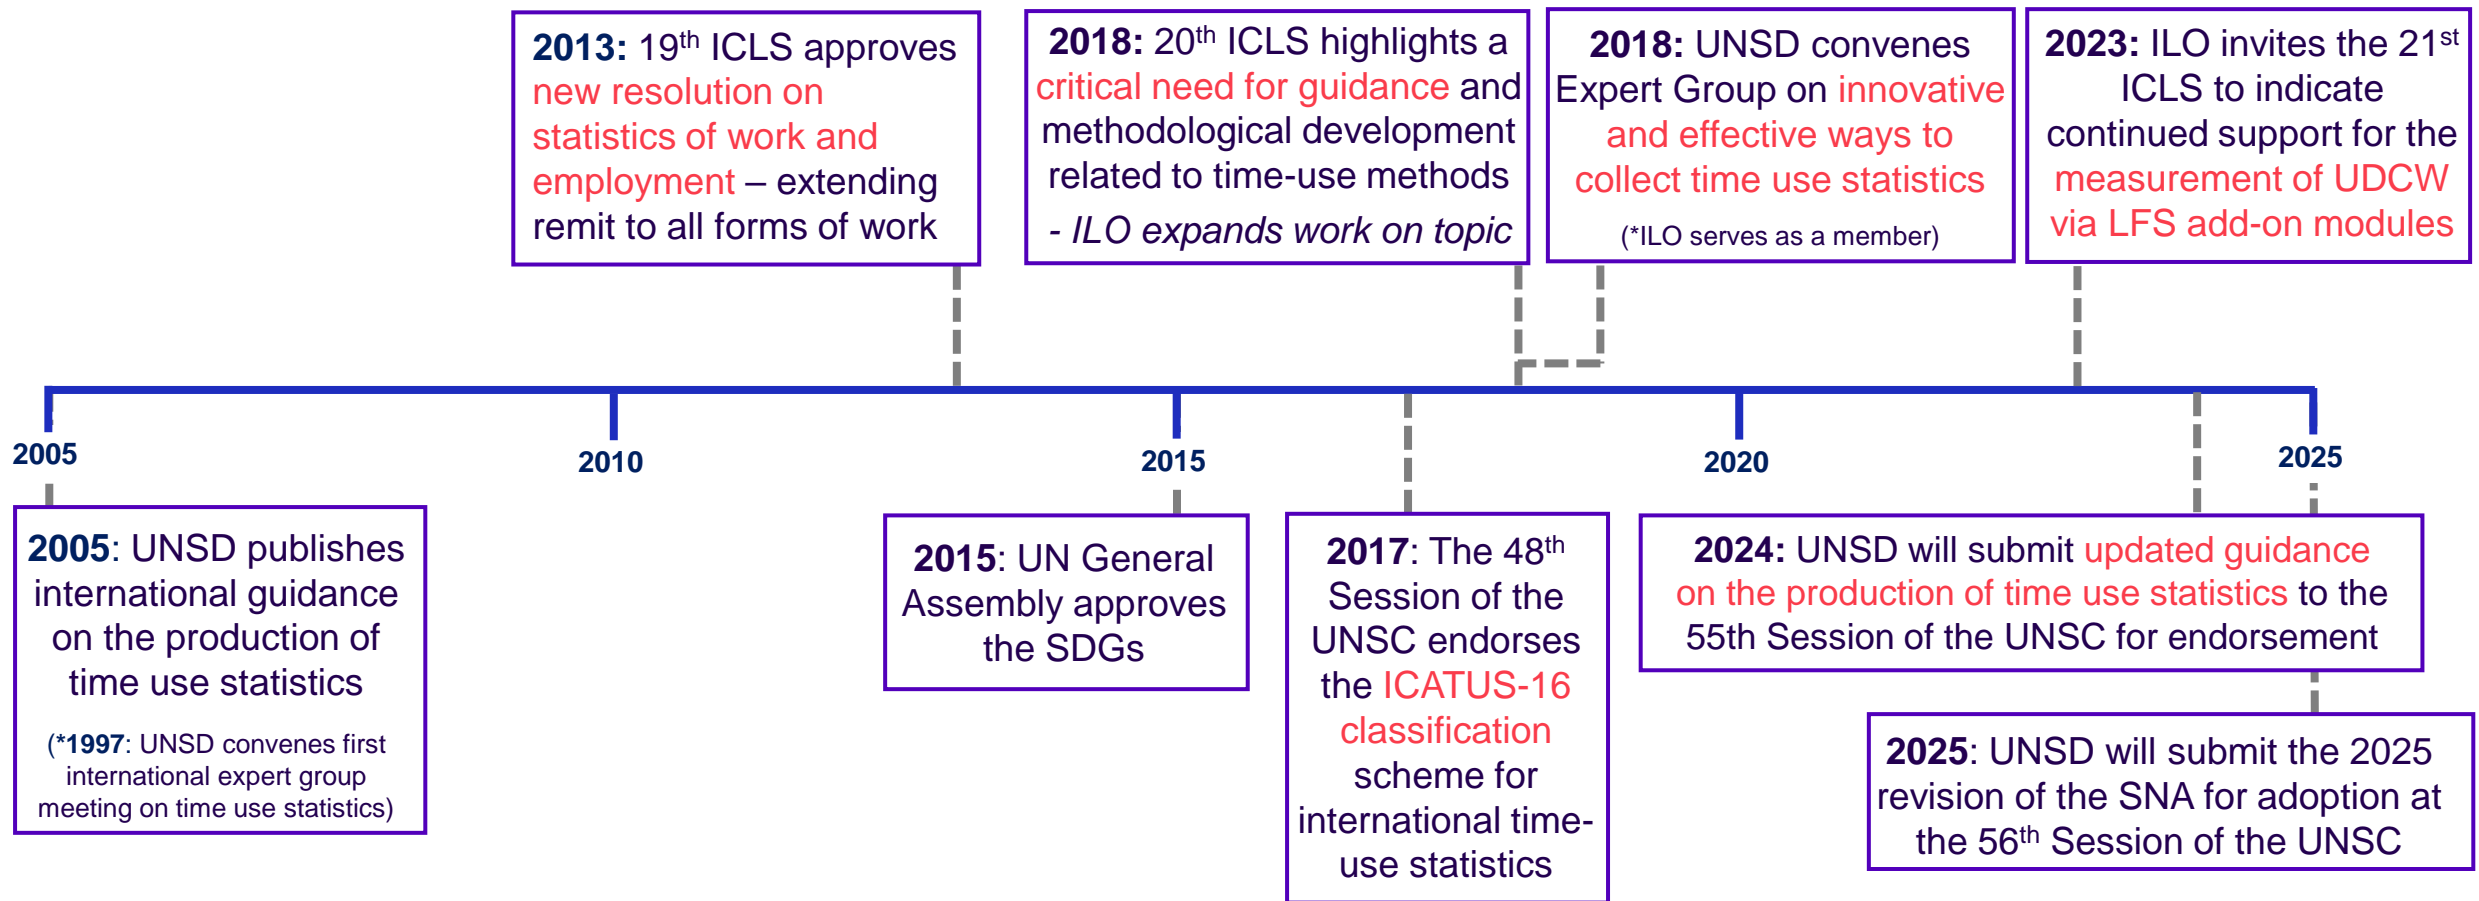 2013: 19th ICLS approves
new resolution on
statistics of work and
employment – extending
remit to all forms of work
2018: 20th ICLS highlights a
critical need for guidance and
methodological development
related to time-use methods
- ILO expands work on topic
2018: UNSD convenes
Expert Group on innovative
and effective ways to
collect time use statistics
(*ILO serves as a member)
2023: ILO invites the 21st
ICLS to indicate
continued support for the
measurement of UDCW
via LFS add-on modules
2005
2010
2015
2020
2025
2005: UNSD publishes
international guidance
on the production of
time use statistics
(*1997: UNSD convenes first
international expert group
meeting on time use statistics)
2015: UN General
Assembly approves
the SDGs
2017: The 48th
Session of the
UNSC endorses
the ICATUS-16
classification
scheme for
international time-
use statistics
2024: UNSD will submit updated guidance
on the production of time use statistics to the
55th Session of the UNSC for endorsement
2025: UNSD will submit the 2025
revision of the SNA for adoption at
the 56th Session of the UNSC